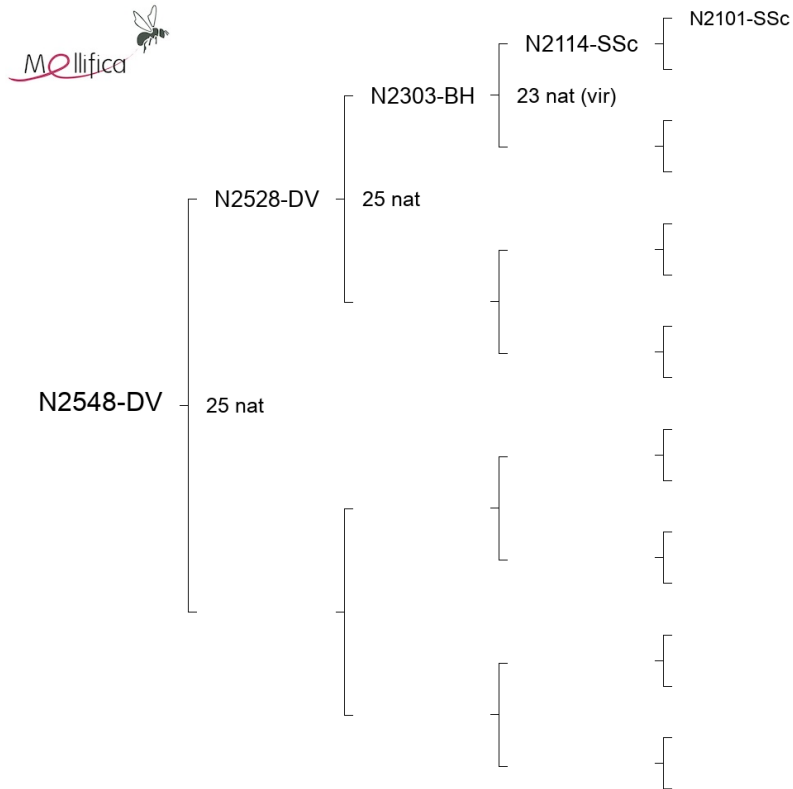 Mellifica
N2101-SSc
N2114-SSc
N2303-BH
23 nat (vir)
N2528-DV
25 nat
N2548-DV
25 nat